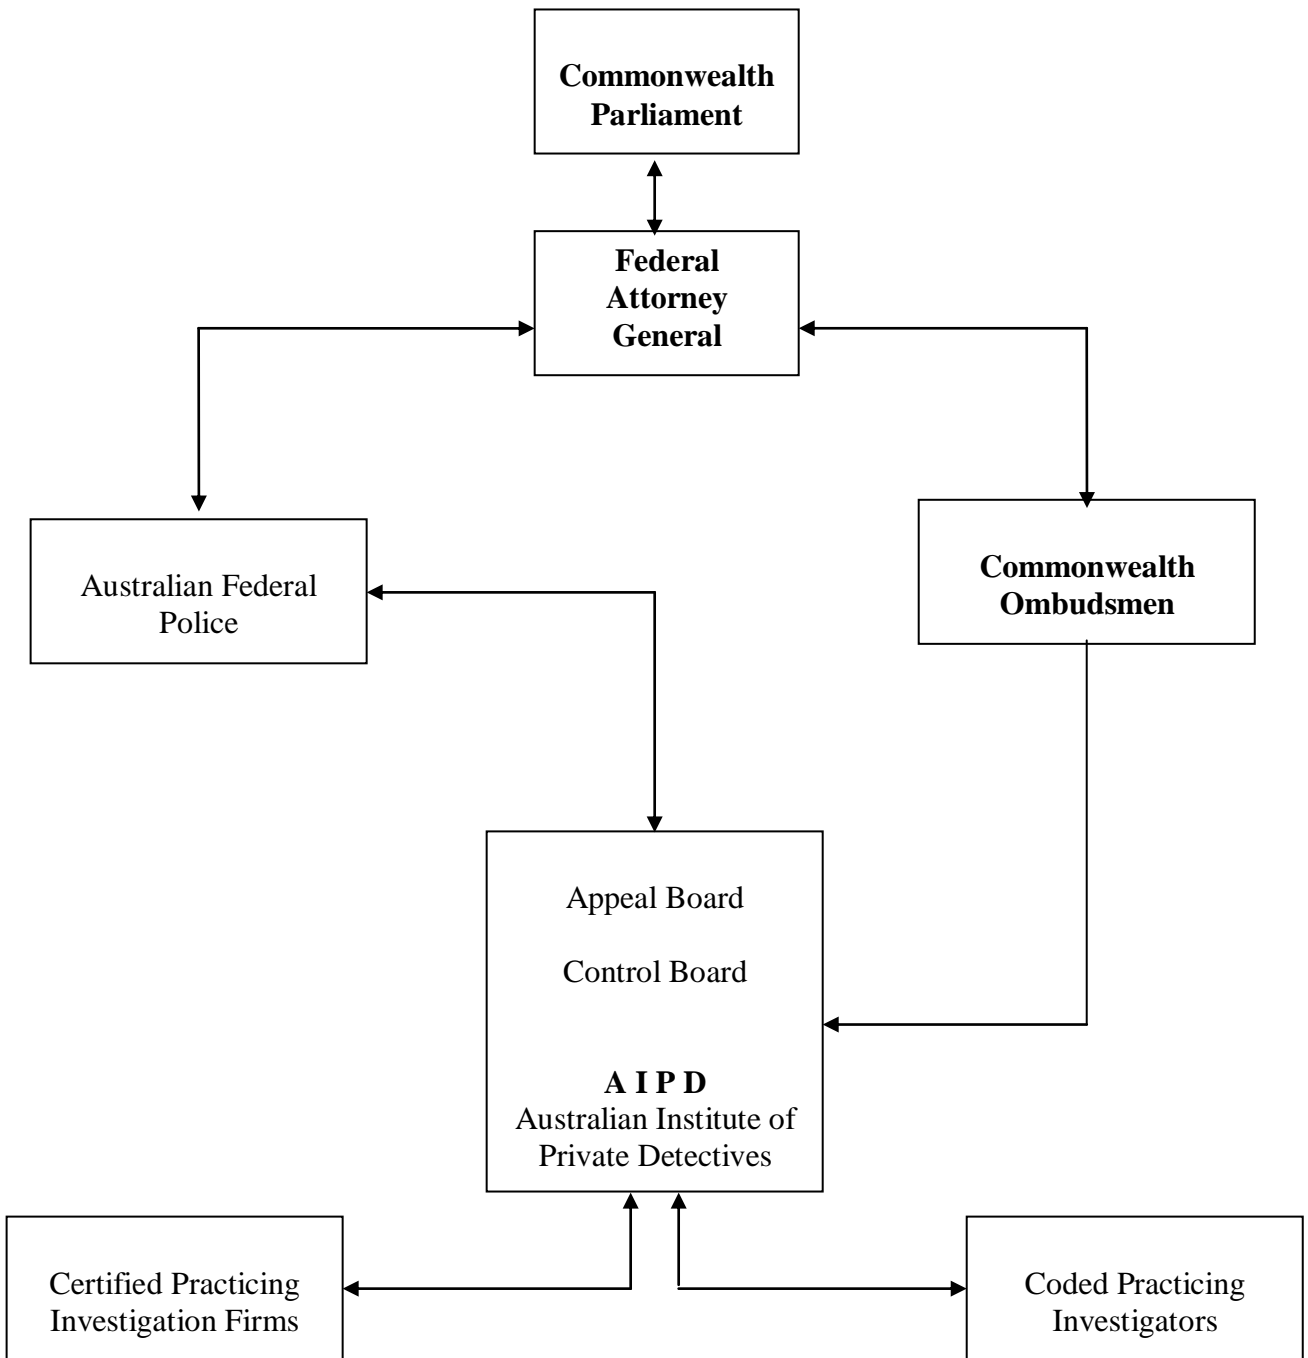 Commonwealth
Parliament
Federal
Attorney
General
Australian Federal
Police
Commonwealth
Ombudsmen
Appeal Board
Control Board
A I P D
Australian Institute of
Private Detectives
Certified Practicing
Investigation Firms
Coded Practicing
Investigators